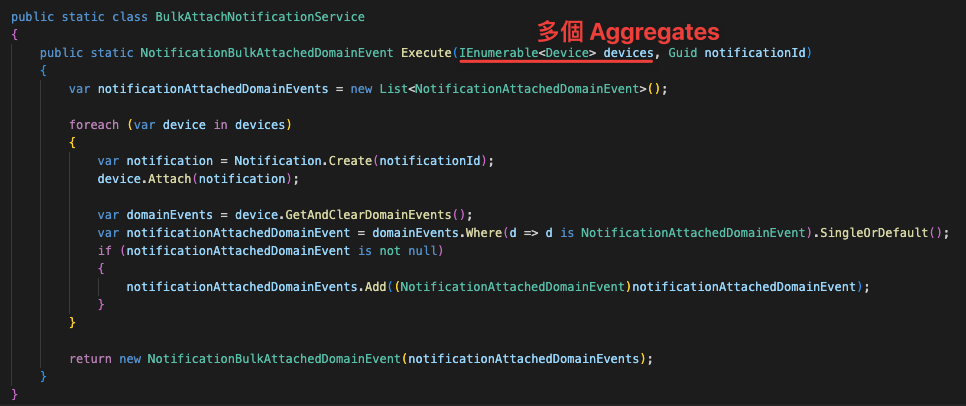 public static class BulkAttachNotificationService
{
多個 Aggregates
public static NotificationBulkAttachedDomainEvent Execute(IEnumerable<Device> devices, Guid notificationId)
{
var notificationAttachedDomainEvents = new List<NotificationAttachedDomainEvent>();
foreach (var device in devices)
{
var notification = Notification.Create(notificationId);
device.Attach(notification);
var domainEvents = device.GetAndClearDomainEvents();
var notificationAttachedDomainEvent = domainEvents.Where(d => d is NotificationAttachedDomainEvent).SingleOrDefault();
if (notificationAttachedDomainEvent is not null)
{
notificationAttachedDomainEvents.Add((NotificationAttachedDomainEvent)notificationAttachedDomainEvent);
}
}
return new NotificationBulkAttachedDomainEvent(notificationAttachedDomainEvents);
}
}